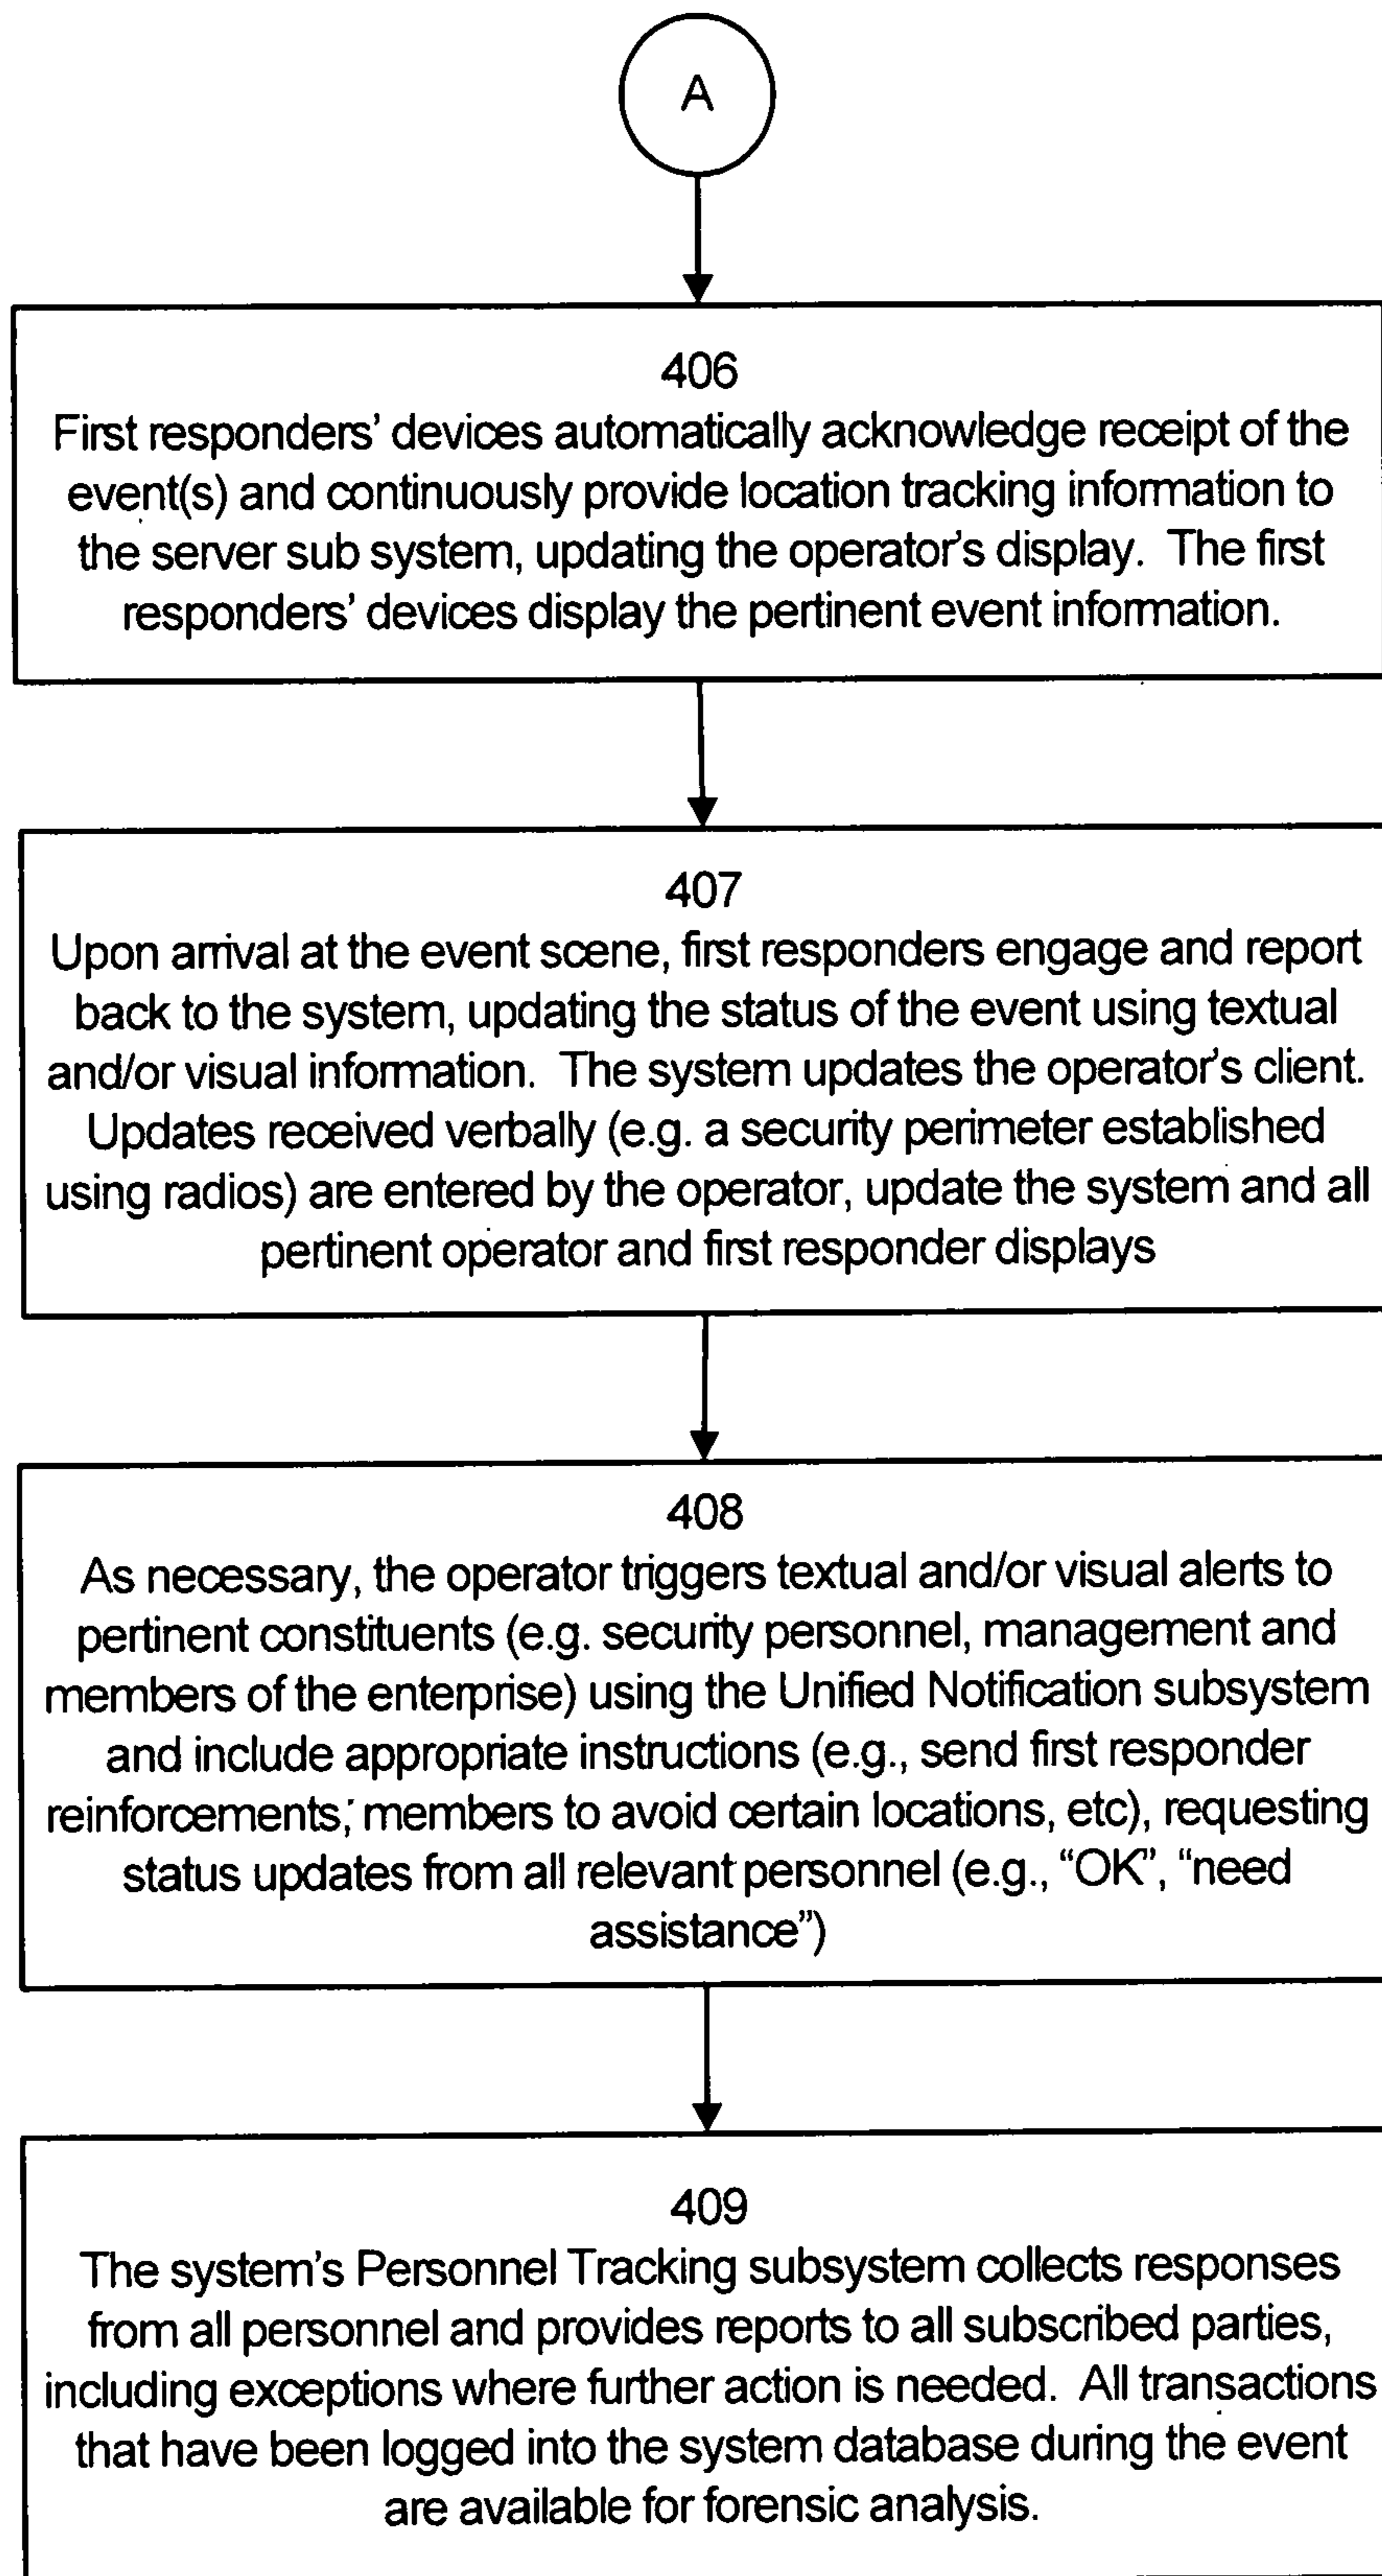 A
406
First responders’ devices automatically acknowledge receipt of the
event(s) and continuously provide location tracking information to
the server sub system, updating the operator’s display. The first
responders’ devices display the pertinent event information.
407
Upon arrival at the event scene, first responders engage and report
back to the system, updating the status of the event using textual
and/or visual information. The system updates the operator’s client.
Updates received verbally (e.g. a security perimeter established
using radios) are entered by the operator, update the system and all
pertinent operator and first responder displays
408
As necessary, the operator triggers textual and/or visual alerts to
pertinent constituents (e.g. security personnel, management and
members of the enterprise) using the Unified Notification subsystem
and include appropriate instructions (e.g., send first responder
reinforcements; members to avoid certain locations, etc), requesting
status updates from all relevant personnel (e.g., “OK”, “need
assistance”)
409
The system’s Personnel Tracking subsystem collects responses
from all personnel and provides reports to all subscribed parties,
including exceptions where further action is needed. All transactions
that have been logged into the system database during the event
are available for forensic analysis.